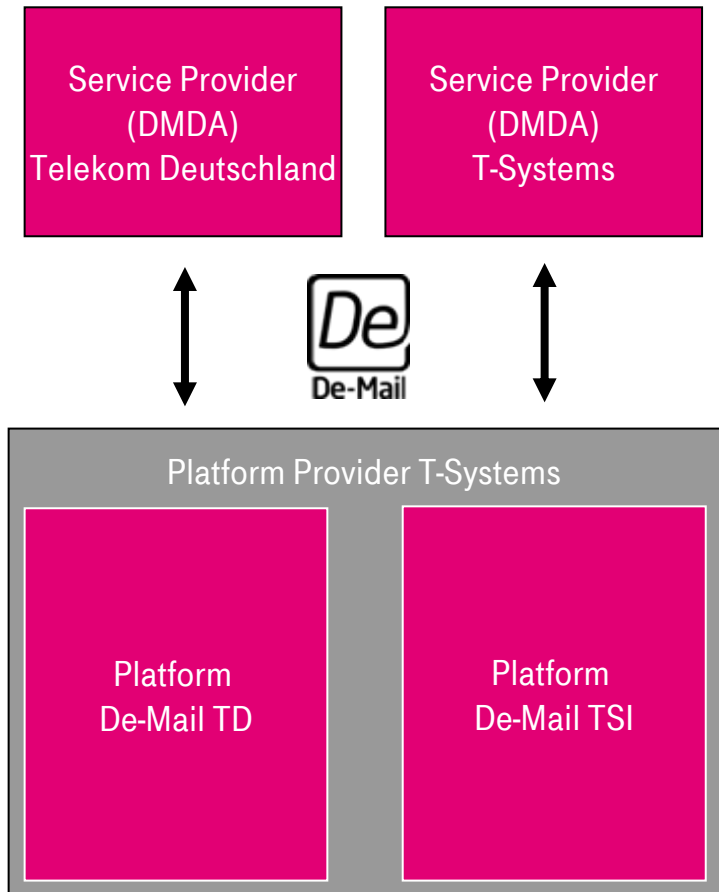 Service Provider
(DMDA)
Telekom Deutschland
Service Provider
(DMDA)
T-Systems
De
De-Mail
Platform Provider T-Systems
Platform
De-Mail TD
Platform
De-Mail TSI